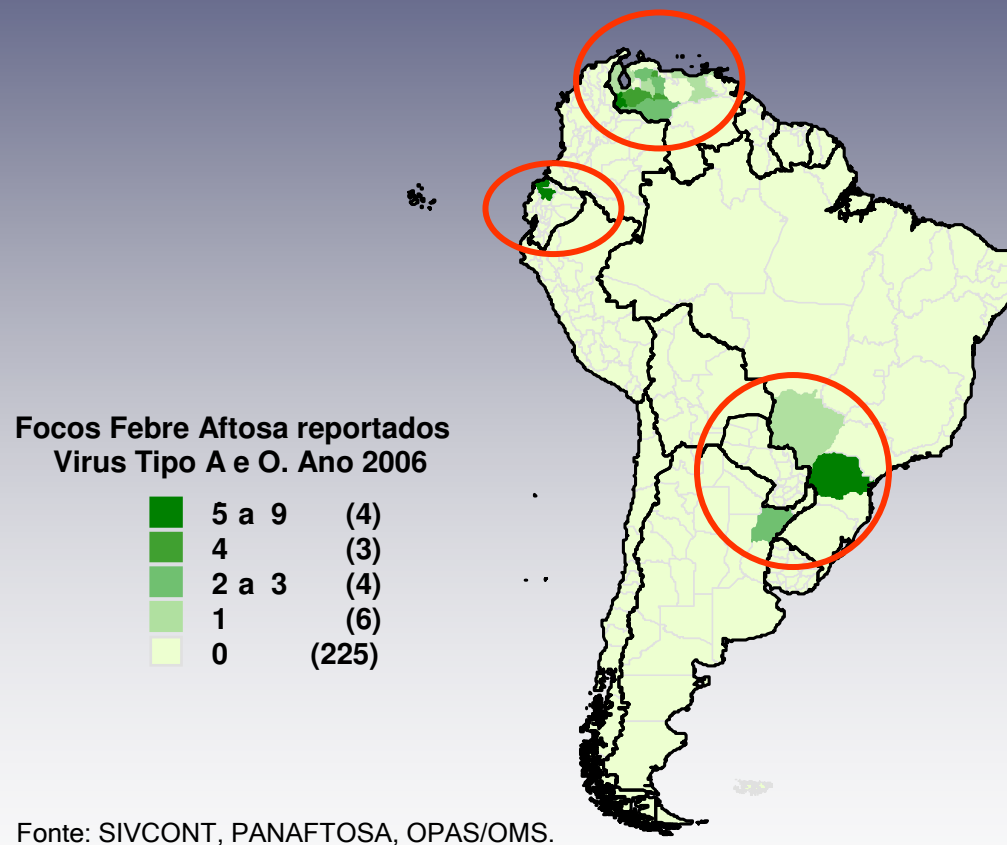 Focos Febre Aftosa reportados
Virus Tipo A e O. Ano 2006
5 a 9 (4)
4 (3)
2 a 3 (4)
1 (6)
0 (225)
Fonte: SIVCONT, PANAFTOSA, OPAS/OMS.